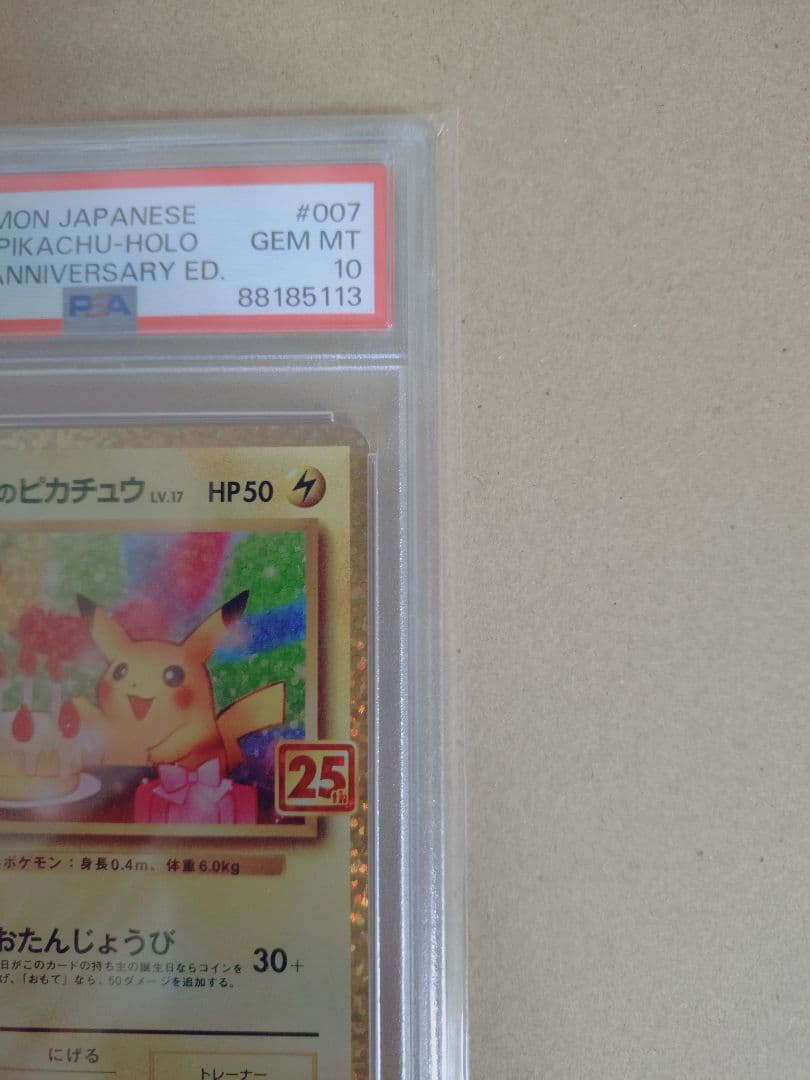 MON JAPANESE #007
PIKACHU-HOLO GEM MT
ANNIVERSARY ED. 10
PSA 88185113
のピカチュウ LV.17 HP50
25th
ポケモン：身長0.4m、体重6.0kg
おたんじょうび
日がこのカードの持ち主の誕生日ならコインを 30+
げ、「おもて」なら、50ダメージを追加する。
にげる
トレーナー